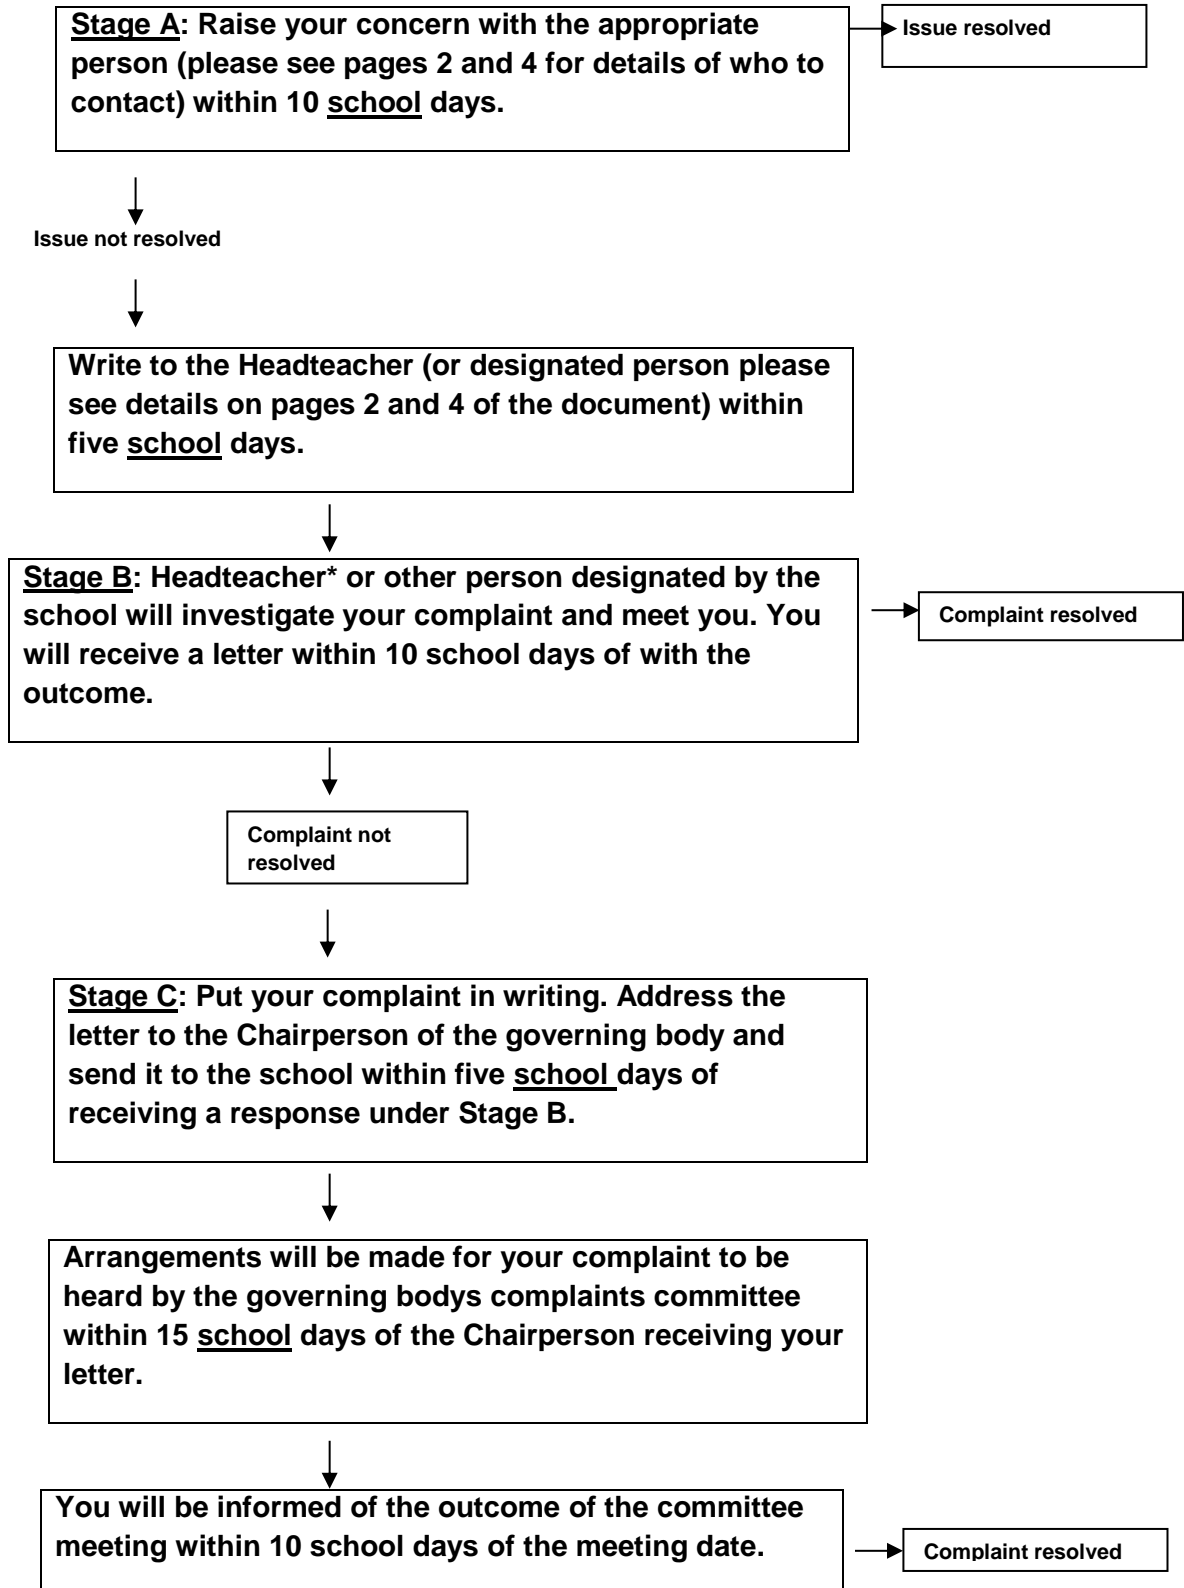 Stage A: Raise your concern with the appropriate
person (please see pages 2 and 4 for details of who to
contact) within 10 school days.
Issue resolved
Issue not resolved
Write to the Headteacher (or designated person please
see details on pages 2 and 4 of the document) within
five school days.
Stage B: Headteacher* or other person designated by the
school will investigate your complaint and meet you. You
will receive a letter within 10 school days of with the
outcome.
Complaint resolved
Complaint not
resolved
Stage C: Put your complaint in writing. Address the
letter to the Chairperson of the governing body and
send it to the school within five school days of
receiving a response under Stage B.
Arrangements will be made for your complaint to be
heard by the governing bodys complaints committee
within 15 school days of the Chairperson receiving your
letter.
You will be informed of the outcome of the committee
meeting within 10 school days of the meeting date.
Complaint resolved